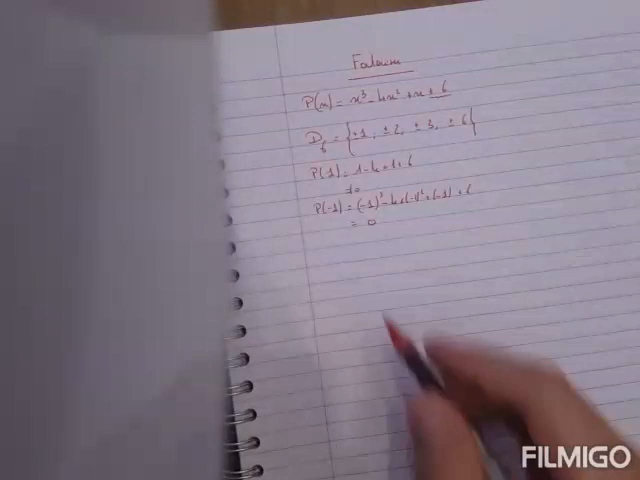 P(x) = x³ - 4x² + x + 6
D₆ = { ±1, ±2, ±3, ±6 }
P(1) = 1 - 4 + 1 + 6
≠ 0
P(-1) = (-1)³ - 4×(-1)² + (-1) + 6
= 0
FILMIGO